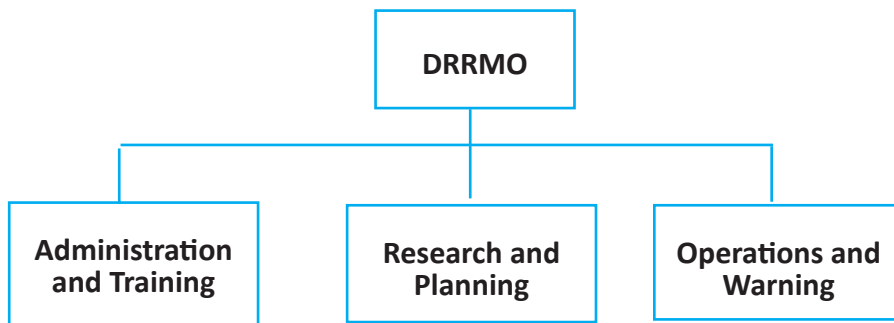 DRRMO
Administration
and Training
Research and
Planning
Operations and
Warning